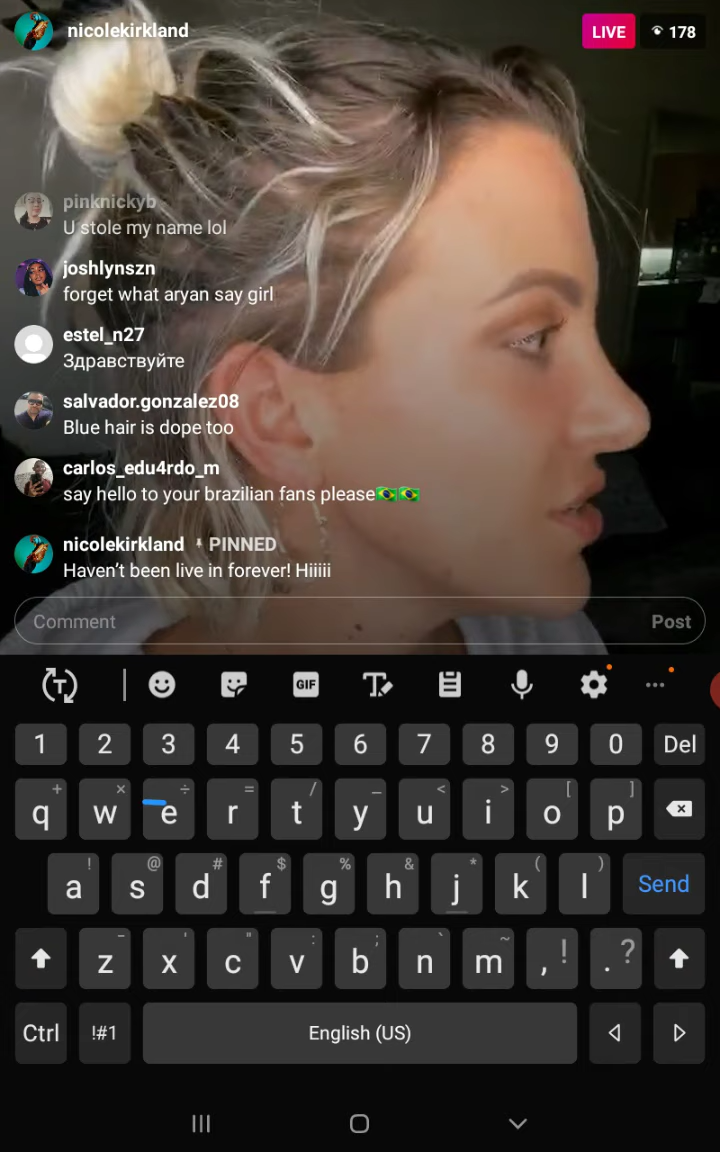 nicolekirkland
LIVE 178
pinknickyb
U stole my name lol
joshlynszn
forget what aryan say girl
estel_n27
Здравствуйте
salvador.gonzalez08
Blue hair is dope too
carlos_edu4rdo_m
say hello to your brazilian fans please🇧🇷🇧🇷
nicolekirkland PINNED
Haven’t been live in forever! Hiiiii
Comment Post
T GIF T ...
1 2 3 4 5 6 7 8 9 0 Del
+ × ÷ = / _ < > [ ]
q w e r t y u i o p
! @ # $ % & * ( )
a s d f g h j k l Send
- ' " : ; ` ~
z x c v b n m , ! . ?
Ctrl !#1 English (US)